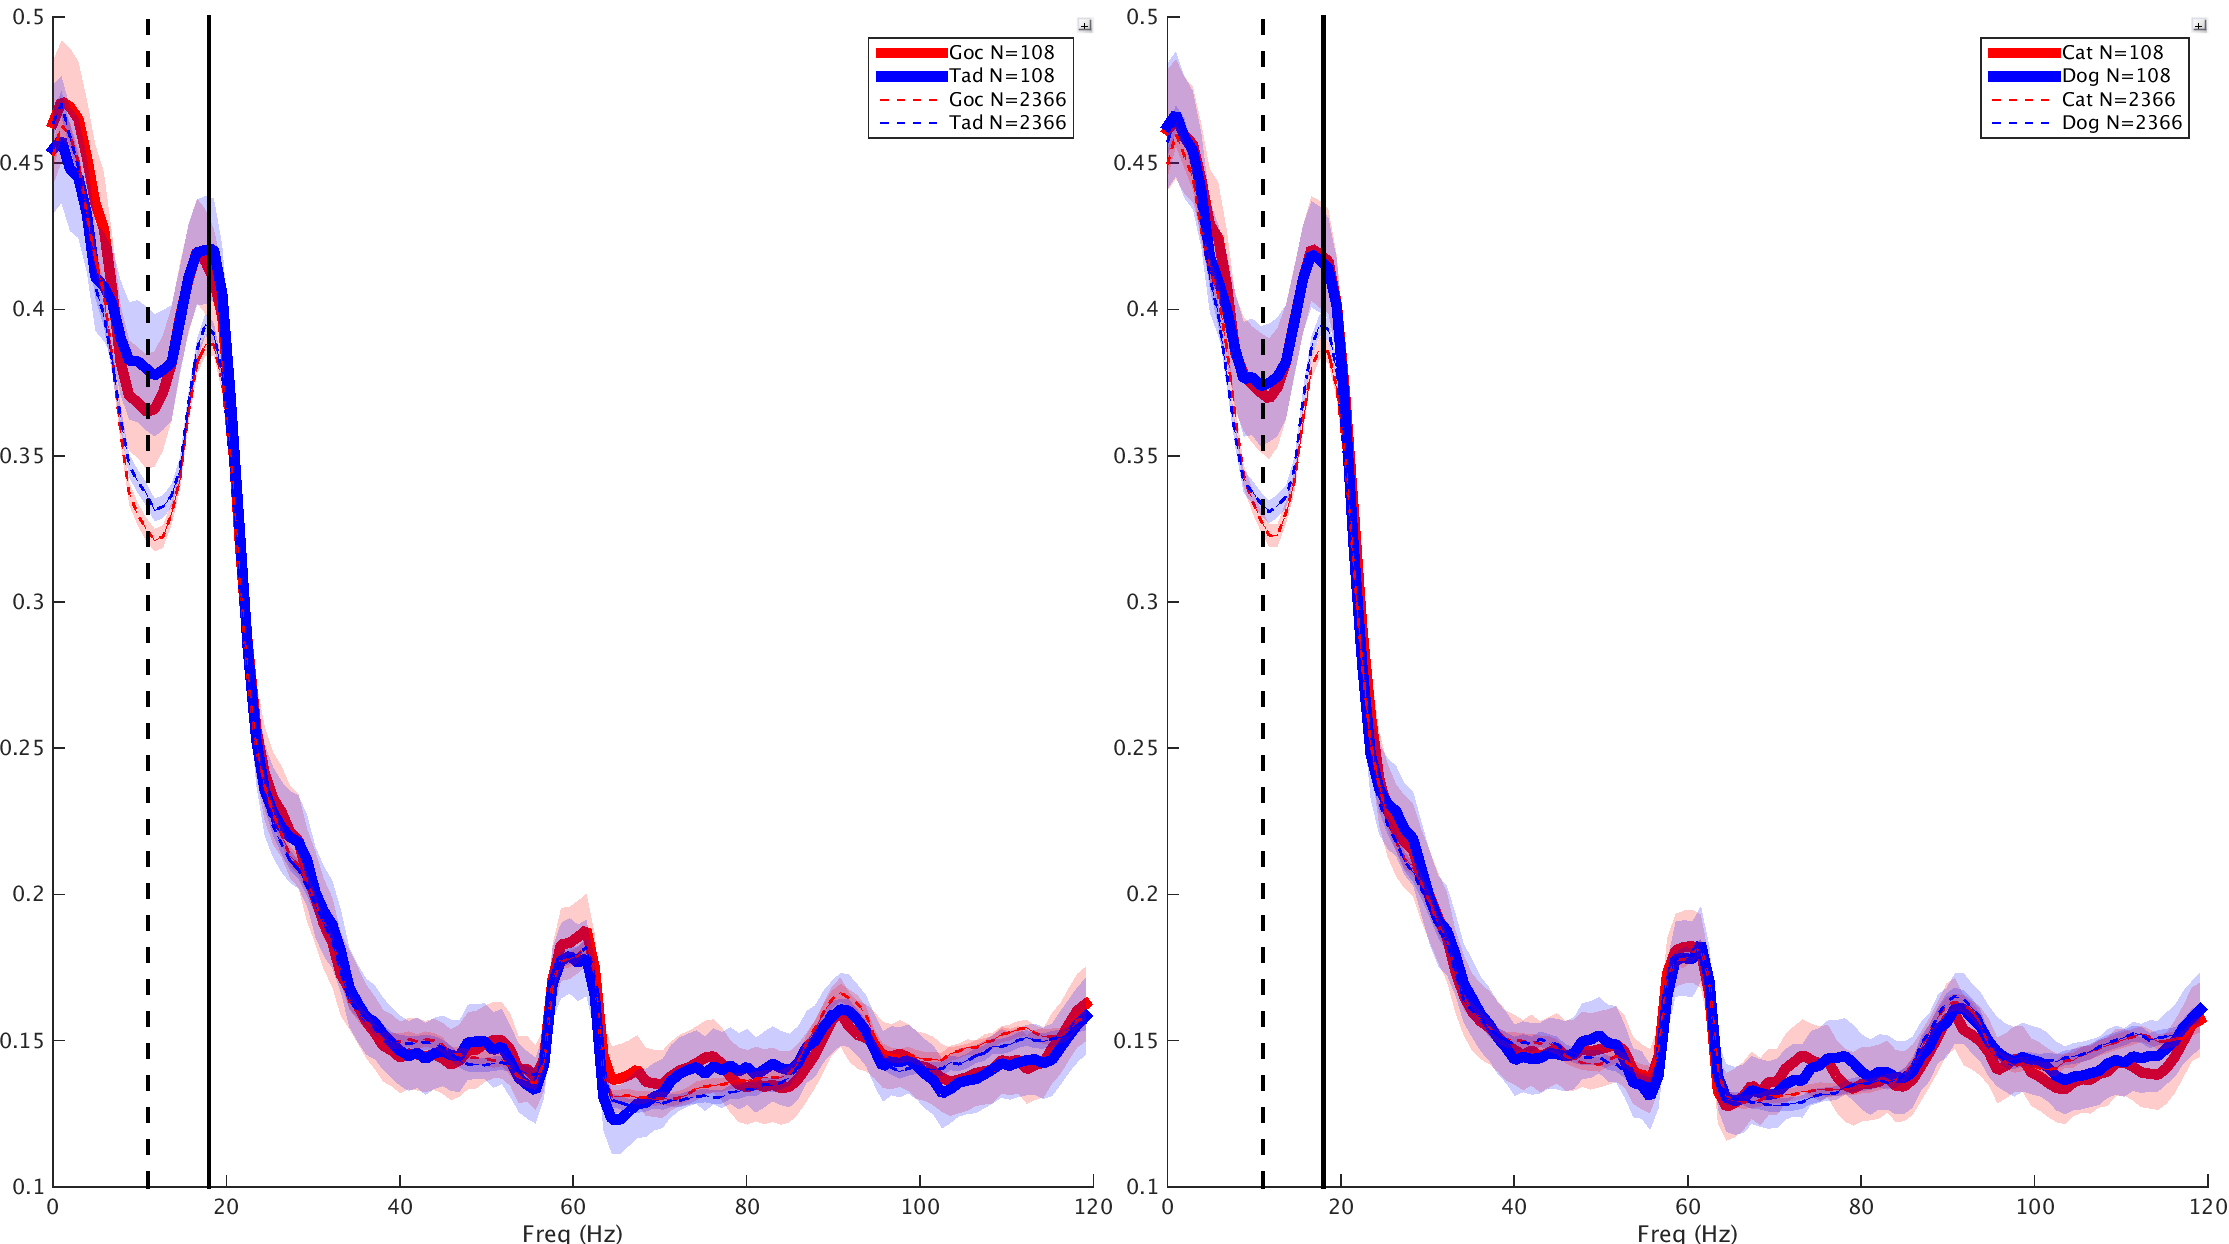 0.5
0.45
0.4
0.35
0.3
0.25
0.2
0.15
0.1
0 20 40 60 80 100 120
Freq (Hz)
Goc N=108
Tad N=108
Goc N=2366
Tad N=2366
0.5
0.45
0.4
0.35
0.3
0.25
0.2
0.15
0.1
0 20 40 60 80 100 120
Freq (Hz)
Cat N=108
Dog N=108
Cat N=2366
Dog N=2366